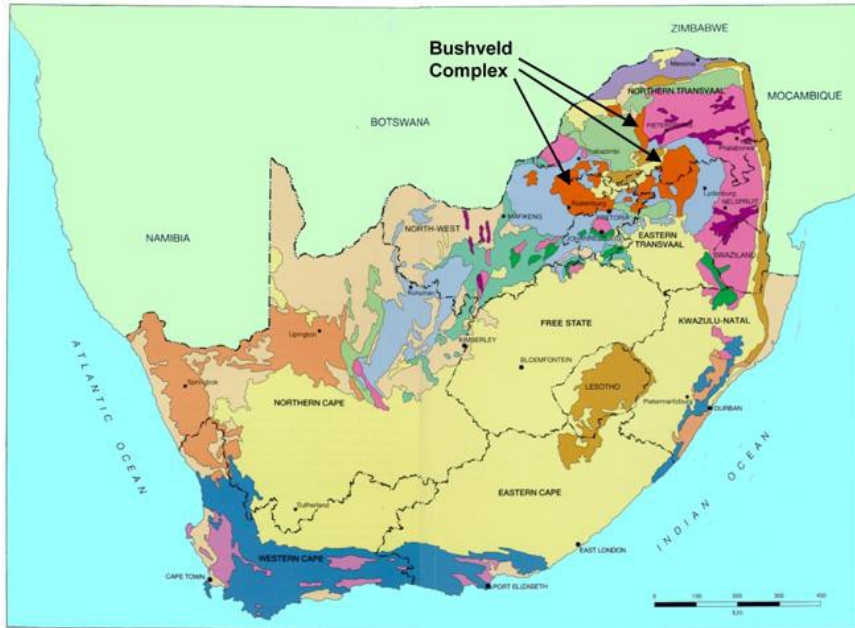 ZIMBABWE
Bushveld
Complex
Messina
NORTHERN TRANSVAAL
MOCAMBIQUE
BOTSWANA
PIETERSBURG
Phalaborwa
Thabazimbi
Lydenburg
Rustenburg
NELSPRUIT
PRETORIA
MAFIKENG
JOHANNESBURG
NORTH-WEST
EASTERN
TRANSVAAL
NAMIBIA
SWAZILAND
Kuruman
FREE STATE
KWAZULU-NATAL
Upington
KIMBERLEY
BLOEMFONTEIN
Springbok
LESOTHO
NORTHERN CAPE
Pietermaritzburg
DURBAN
ATLANTIC OCEAN
INDIAN OCEAN
EASTERN CAPE
Sutherland
EAST LONDON
WESTERN CAPE
CAPE TOWN
PORT ELIZABETH
0 100 200 300 400
km